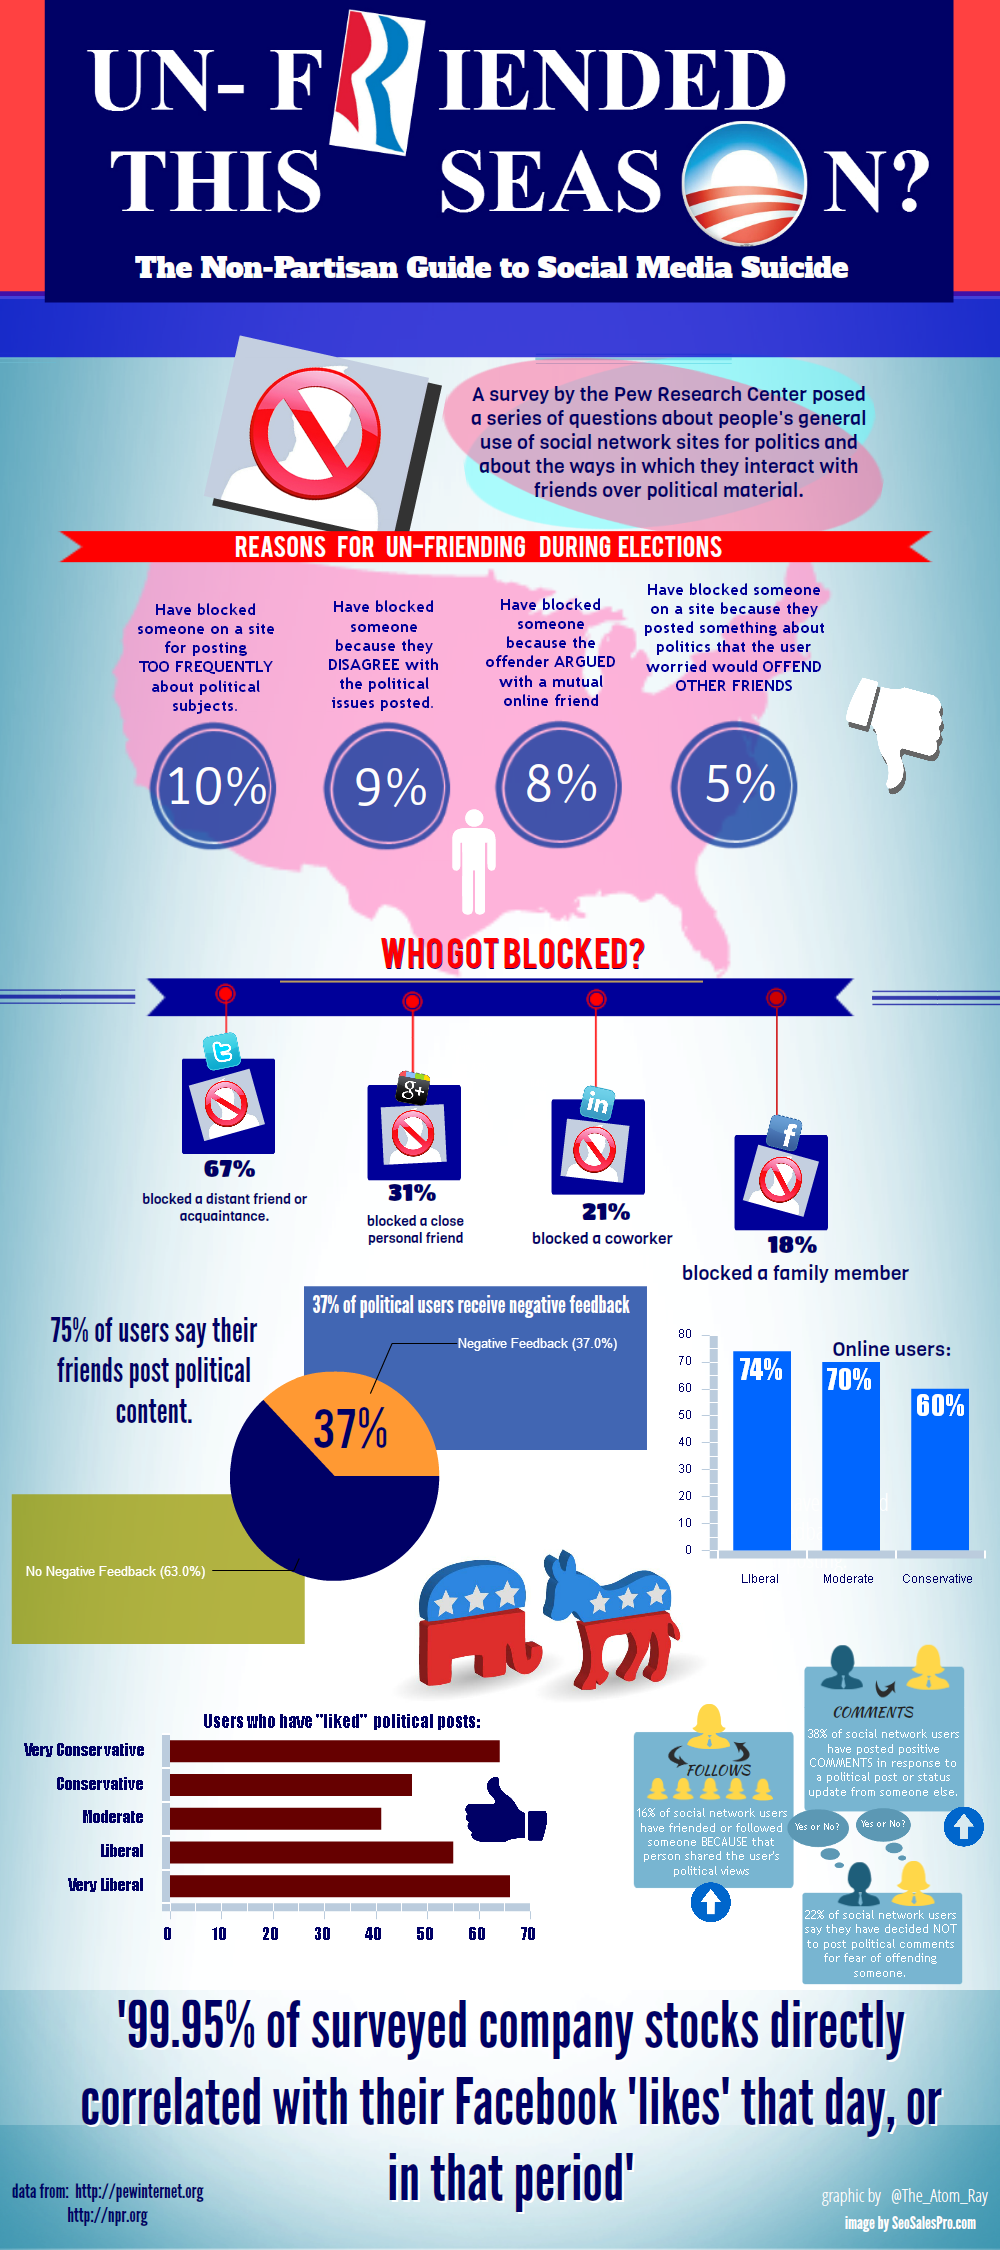 UN- FRIENDED
THIS SEASON?
The Non-Partisan Guide to Social Media Suicide
A survey by the Pew Research Center posed
a series of questions about people's general
use of social network sites for politics and
about the ways in which they interact with
friends over political material.
REASONS FOR UN-FRIENDING DURING ELECTIONS
Have blocked
someone on a site
for posting
TOO FREQUENTLY
about political
subjects.
10%
Have blocked
someone
because they
DISAGREE with
the political
issues posted.
9%
Have blocked
someone
because the
offender ARGUED
with a mutual
online friend
8%
Have blocked someone
on a site because they
posted something about
politics that the user
worried would OFFEND
OTHER FRIENDS
5%
WHO GOT BLOCKED?
t
67%
blocked a distant friend or
acquaintance.
g+
31%
blocked a close
personal friend
in
21%
blocked a coworker
f
18%
blocked a family member
75% of users say their
friends post political
content.
37% of political users receive negative feedback
Negative Feedback (37.0%)
37%
No Negative Feedback (63.0%)
Online users:
80
70
60
50
40
30
20
10
0
74%
70%
60%
LIberal
Moderate
Conservative
Users who have "liked" political posts:
Very Conservative
Conservative
Moderate
Liberal
Very Liberal
0 10 20 30 40 50 60 70
FOLLOWS
16% of social network users
have friended or followed
someone BECAUSE that
person shared the user's
political views
COMMENTS
38% of social network users
have posted positive
COMMENTS in response to
a political post or status
update from someone else.
Yes or No?
Yes or No?
22% of social network users
say they have decided NOT
to post political comments
for fear of offending
someone.
'99.95% of surveyed company stocks directly
correlated with their Facebook 'likes' that day, or
in that period'
data from: http://pewinternet.org
http://npr.org
graphic by @The_Atom_Ray
image by SeoSalesPro.com